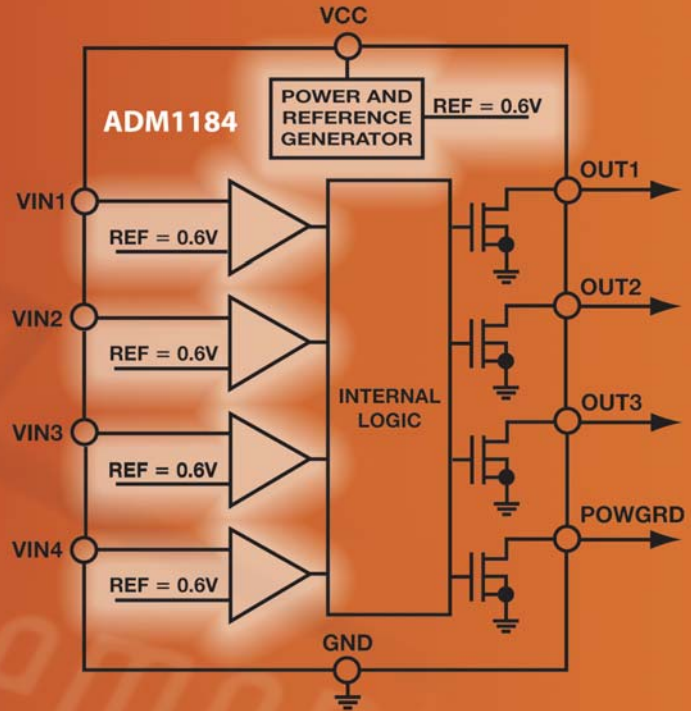 VCC
ADM1184
POWER AND
REFERENCE
GENERATOR
REF = 0.6V
VIN1
REF = 0.6V
OUT1
VIN2
REF = 0.6V
OUT2
INTERNAL
LOGIC
VIN3
REF = 0.6V
OUT3
VIN4
REF = 0.6V
POWGRD
GND